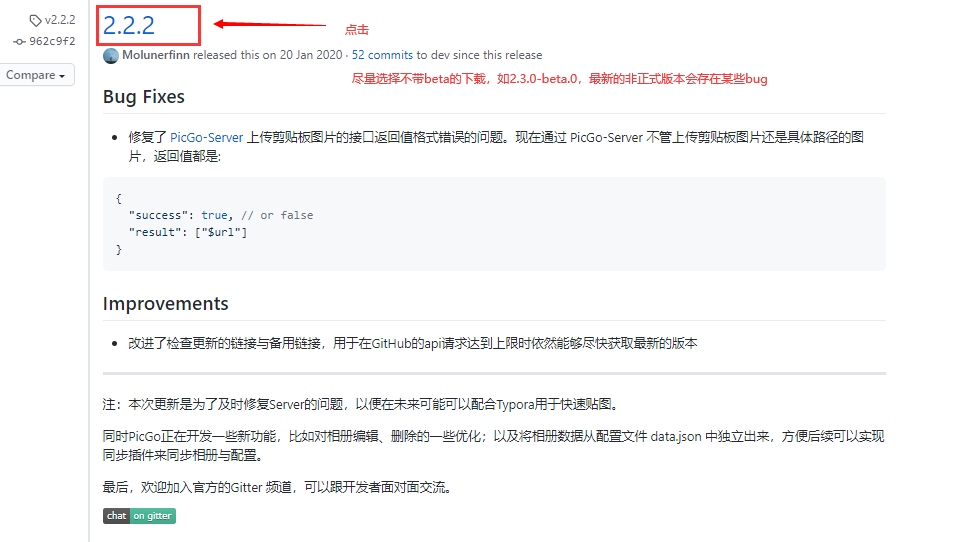 v2.2.2
962c9f2
Compare
2.2.2
点击
Molunerfinn released this on 20 Jan 2020 · 52 commits to dev since this release
尽量选择不带beta的下载，如2.3.0-beta.0，最新的非正式版本会存在某些bug
Bug Fixes
修复了 PicGo-Server 上传剪贴板图片的接口返回值格式错误的问题。现在通过 PicGo-Server 不管上传剪贴板图片还是具体路径的图
片，返回值都是:
{
"success": true, // or false
"result": ["$url"]
}
Improvements
改进了检查更新的链接与备用链接，用于在GitHub的api请求达到上限时依然能够尽快获取最新的版本
注：本次更新是为了及时修复Server的问题，以便在未来可能可以配合Typora用于快速贴图。
同时PicGo正在开发一些新功能，比如对相册编辑、删除的一些优化；以及将相册数据从配置文件 data.json 中独立出来，方便后续可以实现
同步插件来同步相册与配置。
最后，欢迎加入官方的Gitter 频道，可以跟开发者面对面交流。
chat on gitter